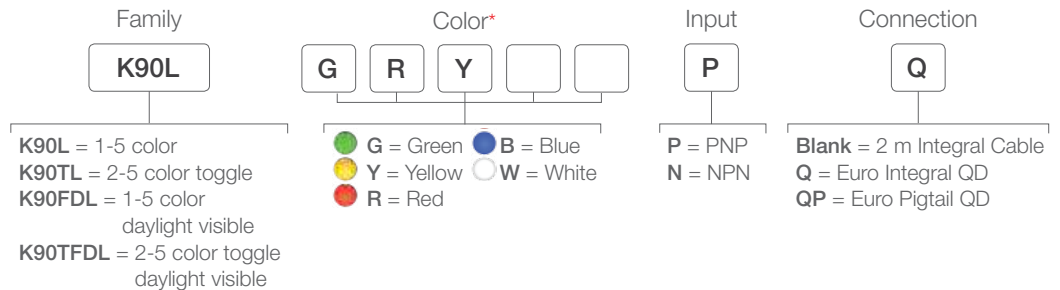 Family
Color*
Input
Connection
K90L
G
R
Y
P
Q
K90L = 1-5 color
K90TL = 2-5 color toggle
K90FDL = 1-5 color
daylight visible
K90TFDL = 2-5 color toggle
daylight visible
G = Green
B = Blue
Y = Yellow
W = White
R = Red
P = PNP
N = NPN
Blank = 2 m Integral Cable
Q = Euro Integral QD
QP = Euro Pigtail QD